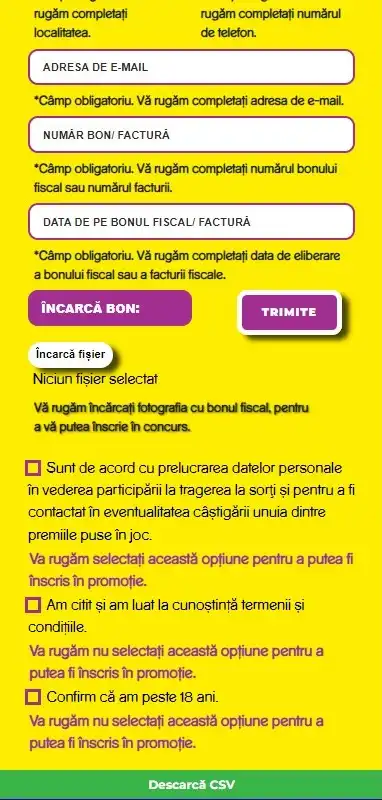 rugăm completați
localitatea.
rugăm completați numărul
de telefon.
ADRESA DE E-MAIL
*Câmp obligatoriu. Vă rugăm completați adresa de e-mail.
NUMĂR BON/ FACTURĂ
*Câmp obligatoriu. Vă rugăm completați numărul bonului
fiscal sau numărul facturii.
DATA DE PE BONUL FISCAL/ FACTURĂ
*Câmp obligatoriu. Vă rugăm completați data de eliberare
a bonului fiscal sau a facturii fiscale.
ÎNCARCĂ BON:
TRIMITE
Încarcă fișier
Niciun fișier selectat
Vă rugăm încărcați fotografia cu bonul fiscal, pentru
a vă putea înscrie în concurs.
Sunt de acord cu prelucrarea datelor personale
în vederea participării la tragerea la sorți și pentru a fi
contactat în eventualitatea câștigării unuia dintre
premiile puse în joc.
Va rugăm selectați această opțiune pentru a putea fi
înscris în promoție.
Am citit și am luat la cunoștință termenii și
condițiile.
Va rugăm nu selectați această opțiune pentru a
putea fi înscris în promoție.
Confirm că am peste 18 ani.
Va rugăm nu selectați această opțiune pentru a
putea fi înscris în promoție.
Descarcă CSV